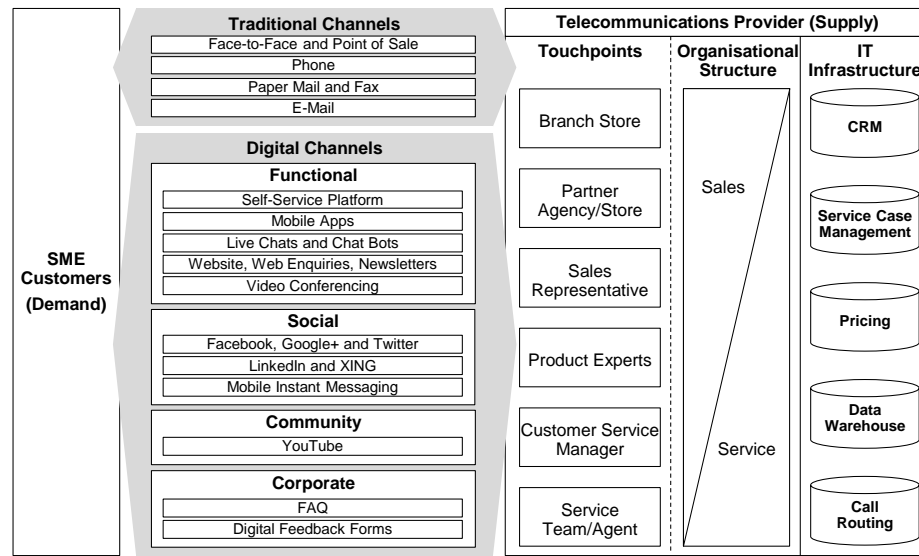 SME
Customers
(Demand)
Traditional Channels
Face-to-Face and Point of Sale
Phone
Paper Mail and Fax
E-Mail
Digital Channels
Functional
Self-Service Platform
Mobile Apps
Live Chats and Chat Bots
Website, Web Enquiries, Newsletters
Video Conferencing
Social
Facebook, Google+ and Twitter
LinkedIn and XING
Mobile Instant Messaging
Community
YouTube
Corporate
FAQ
Digital Feedback Forms
Telecommunications Provider (Supply)
Touchpoints
Branch Store
Partner
Agency/Store
Sales
Representative
Product Experts
Customer Service
Manager
Service
Team/Agent
Organisational
Structure
Sales
Service
IT
Infrastructure
CRM
Service Case
Management
Pricing
Data
Warehouse
Call
Routing